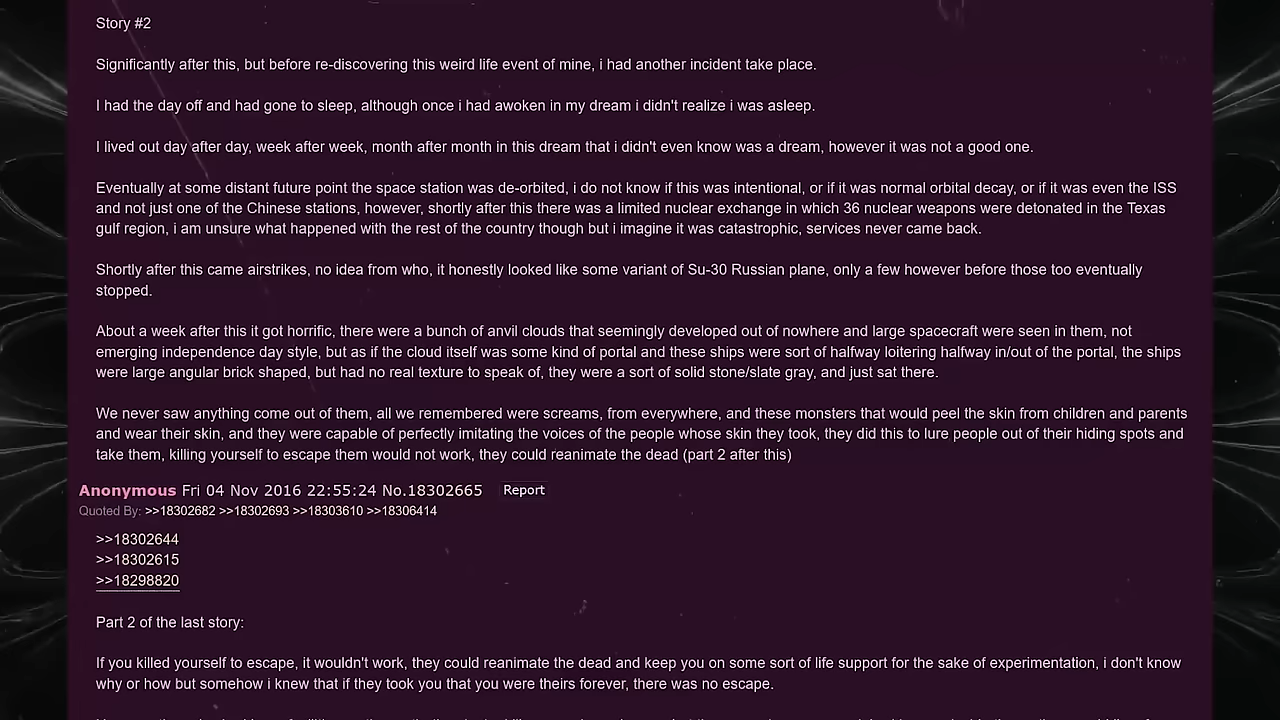 Story #2
Significantly after this, but before re-discovering this weird life event of mine, i had another incident take place.
I had the day off and had gone to sleep, although once i had awoken in my dream i didn't realize i was asleep.
I lived out day after day, week after week, month after month in this dream that i didn't even know was a dream, however it was not a good one.
Eventually at some distant future point the space station was de-orbited, i do not know if this was intentional, or if it was normal orbital decay, or if it was even the ISS
and not just one of the Chinese stations, however, shortly after this there was a limited nuclear exchange in which 36 nuclear weapons were detonated in the Texas
gulf region, i am unsure what happened with the rest of the country though but i imagine it was catastrophic, services never came back.
Shortly after this came airstrikes, no idea from who, it honestly looked like some variant of Su-30 Russian plane, only a few however before those too eventually
stopped.
About a week after this it got horrific, there were a bunch of anvil clouds that seemingly developed out of nowhere and large spacecraft were seen in them, not
emerging independence day style, but as if the cloud itself was some kind of portal and these ships were sort of halfway loitering halfway in/out of the portal, the ships
were large angular brick shaped, but had no real texture to speak of, they were a sort of solid stone/slate gray, and just sat there.
We never saw anything come out of them, all we remembered were screams, from everywhere, and these monsters that would peel the skin from children and parents
and wear their skin, and they were capable of perfectly imitating the voices of the people whose skin they took, they did this to lure people out of their hiding spots and
take them, killing yourself to escape them would not work, they could reanimate the dead (part 2 after this)
Anonymous Fri 04 Nov 2016 22:55:24 No.18302665 Report
Quoted By: >>18302682 >>18302693 >>18303610 >>18306414
>>18302644
>>18302615
>>18298820
Part 2 of the last story:
If you killed yourself to escape, it wouldn't work, they could reanimate the dead and keep you on some sort of life support for the sake of experimentation, i don't know
why or how but somehow i knew that if they took you that you were theirs forever, there was no escape.